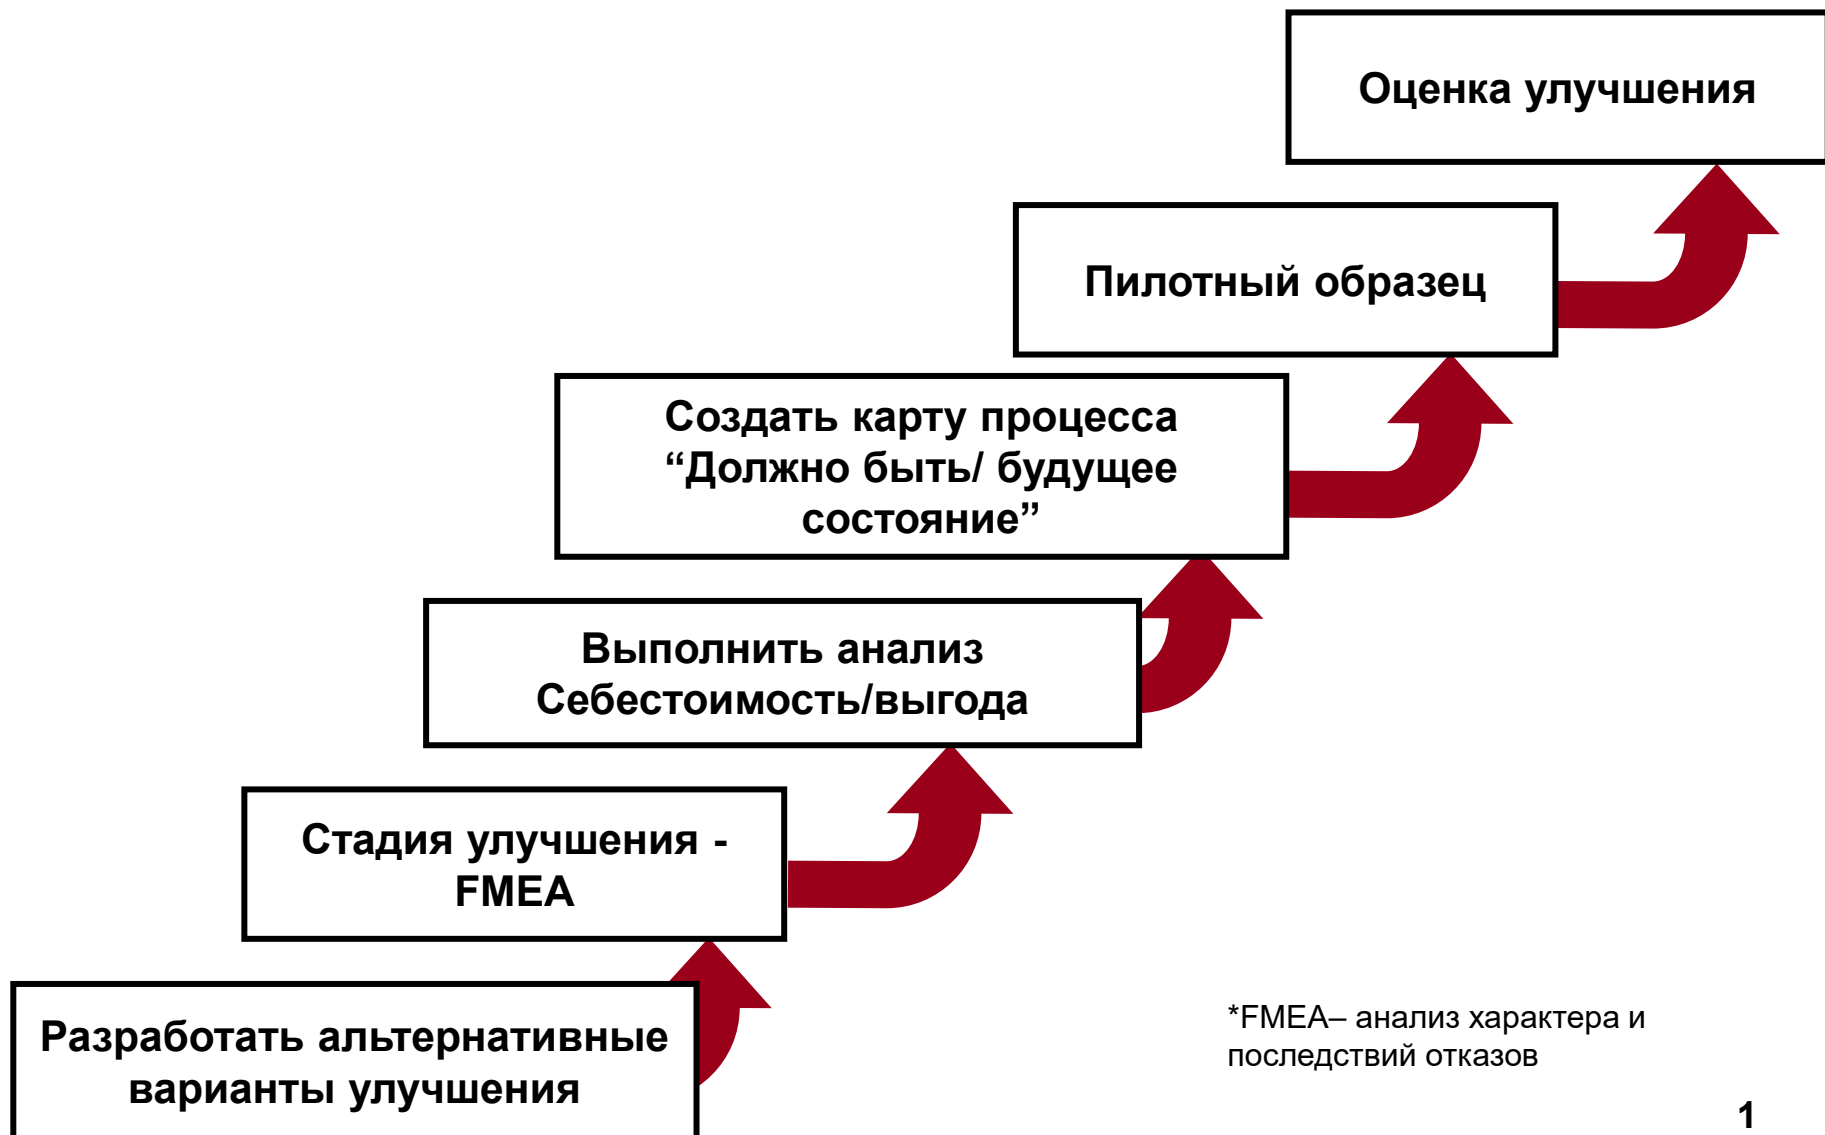 Оценка улучшения
Пилотный образец
Создать карту процесса
“Должно быть/ будущее
состояние”
Выполнить анализ
Себестоимость/выгода
Стадия улучшения -
FMEA
Разработать альтернативные
варианты улучшения
*FMEA– анализ характера и
последствий отказов
1